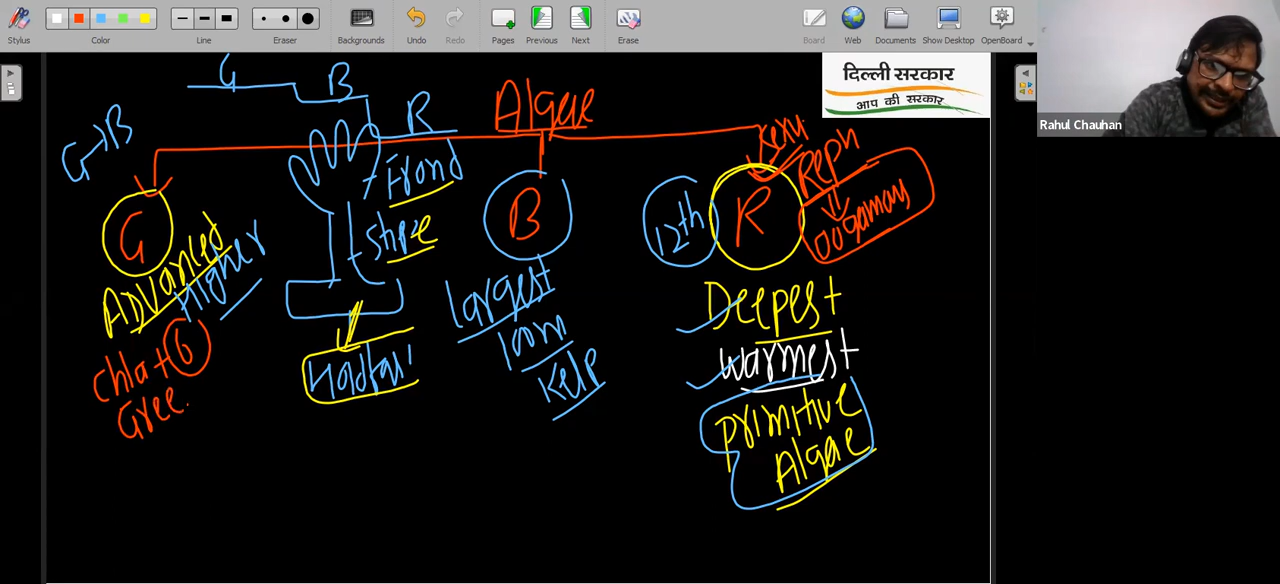 Stylus
Color
Line
Eraser
Backgrounds
Undo
Redo
Pages
Previous
Next
Erase
Board
Web
Documents
Show Desktop
OpenBoard
दिल्ली सरकार
आप की सरकार
Rahul Chauhan
G
B
R
Algae
G→B
Frond
Stipe
G
B
12th
R
Reph
Oogamous
Advanced
Higher
Largest
100m
Kelp
Deepest
Warmest
Primitive
Algae
chla + b
Gree